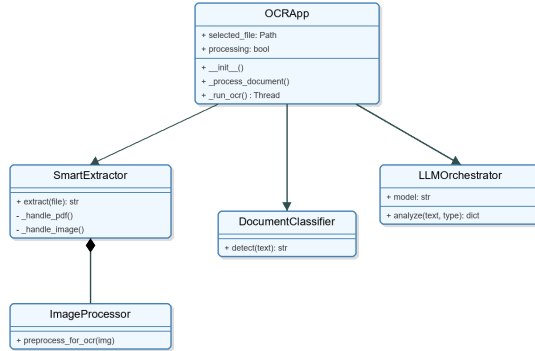 OCRApp
+ selected_file: Path
+ processing: bool
+ __init__()
+ _process_document()
+ _run_ocr() : Thread
SmartExtractor
+ extract(file): str
- _handle_pdf()
- _handle_image()
DocumentClassifier
+ detect(text): str
LLMOrchestrator
+ model: str
+ analyze(text, type): dict
ImageProcessor
+ preprocess_for_ocr(img)